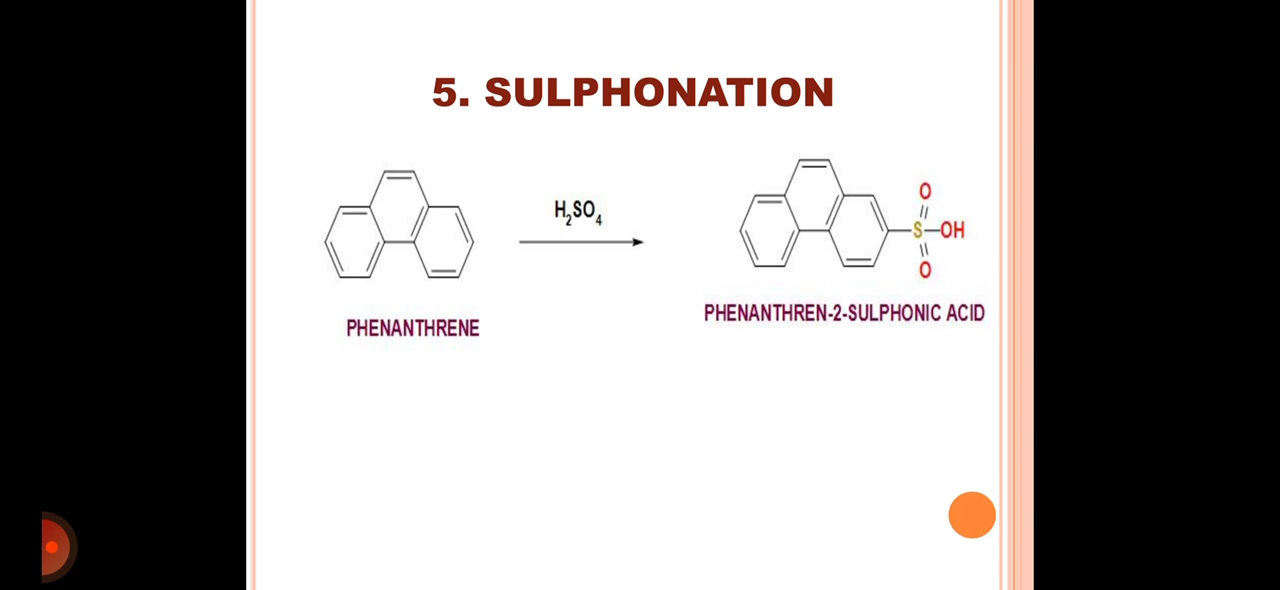 5. SULPHONATION
H₂SO₄
O
S–OH
O
PHENANTHRENE
PHENANTHREN-2-SULPHONIC ACID